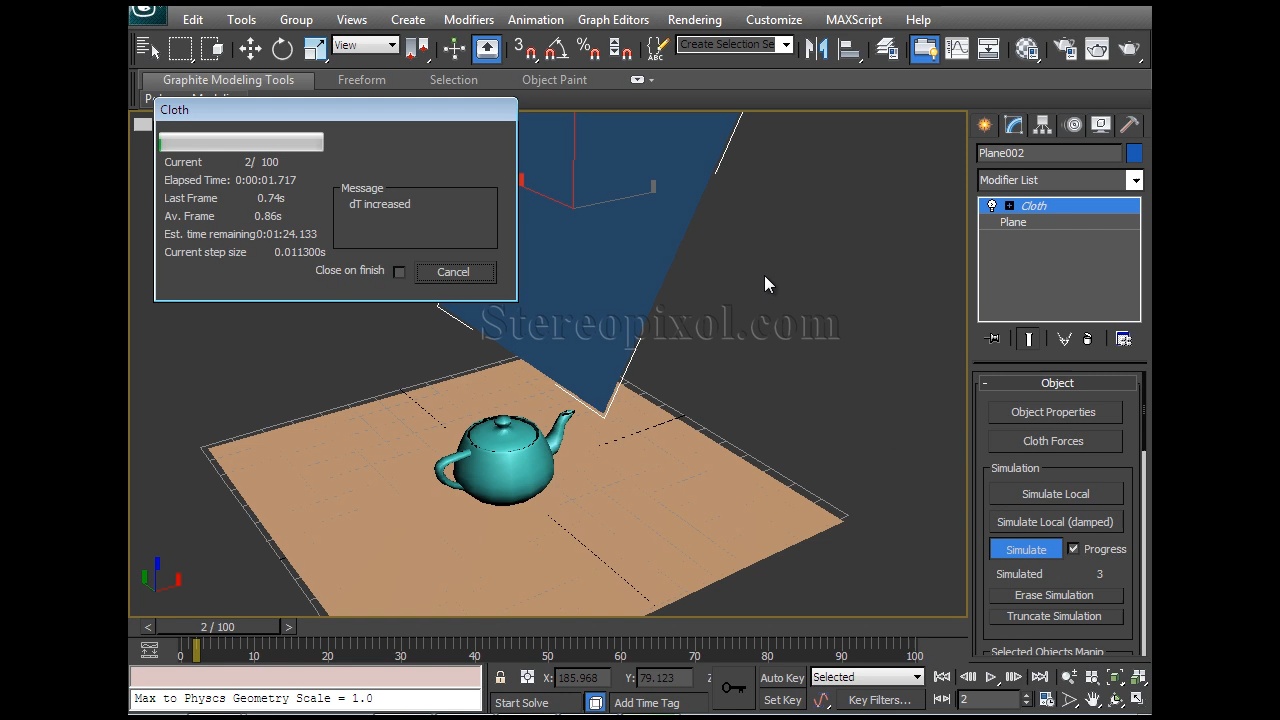 Edit Tools Group Views Create Modifiers Animation Graph Editors Rendering Customize MAXScript Help
View
3
%
ABC
Create Selection Se
Graphite Modeling Tools Freeform Selection Object Paint
Cloth
Current 2/ 100
Elapsed Time: 0:00:01.717
Last Frame 0.74s
Av. Frame 0.86s
Est. time remaining 0:01:24.133
Current step size 0.011300s
Message
dT increased
Close on finish
Cancel
Stereopixol.com
Plane002
Modifier List
Cloth
Plane
- Object
Object Properties
Cloth Forces
Simulation
Simulate Local
Simulate Local (damped)
Simulate Progress
Simulated 3
Erase Simulation
Truncate Simulation
Selected Objects Manip
< 2 / 100 >
0 10 20 30 40 50 60 70 80 90 100
X: 185.968 Y: 79.123
Auto Key Selected
Max to Physcs Geometry Scale = 1.0
Start Solve
Add Time Tag
Set Key Key Filters...
2